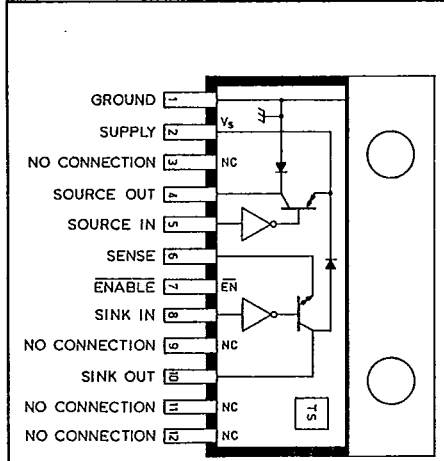 GROUND 1
SUPPLY 2 Vs
NO CONNECTION 3 NC
SOURCE OUT 4
SOURCE IN 5
SENSE 6
ENABLE 7 EN
SINK IN 8
NO CONNECTION 9 NC
SINK OUT 10
NO CONNECTION 11 NC
NO CONNECTION 12 NC
TS